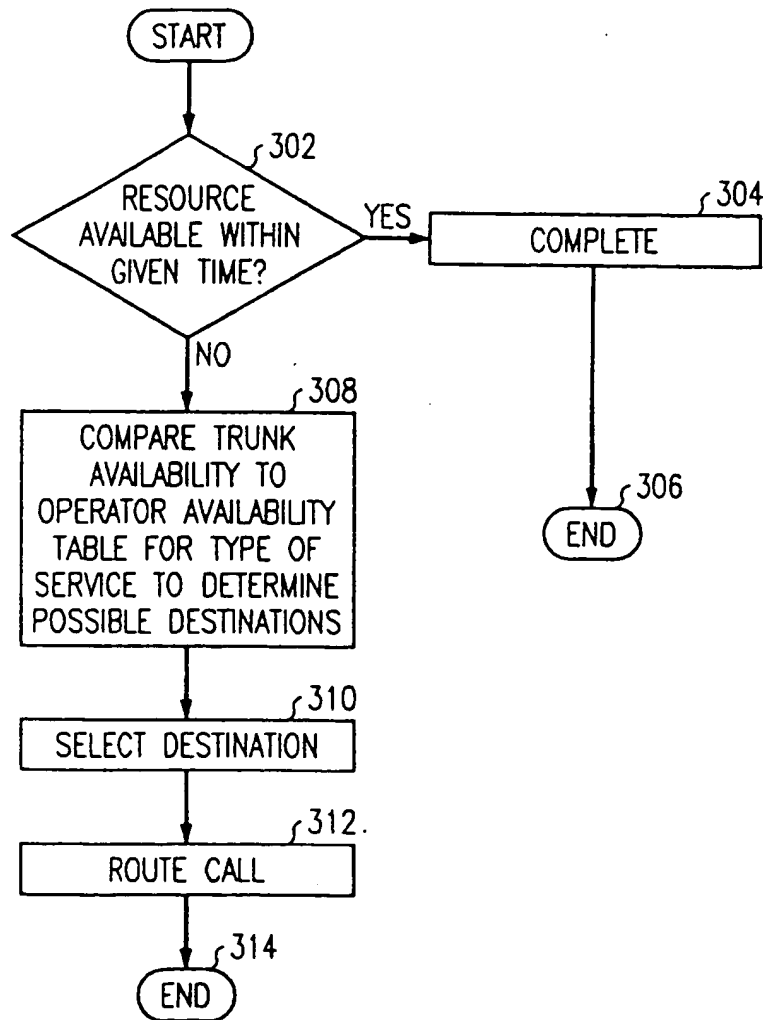 START
302
RESOURCE
AVAILABLE WITHIN
GIVEN TIME?
YES
304
COMPLETE
306
END
NO
308
COMPARE TRUNK
AVAILABILITY TO
OPERATOR AVAILABILITY
TABLE FOR TYPE OF
SERVICE TO DETERMINE
POSSIBLE DESTINATIONS
310
SELECT DESTINATION
312.
ROUTE CALL
314
END